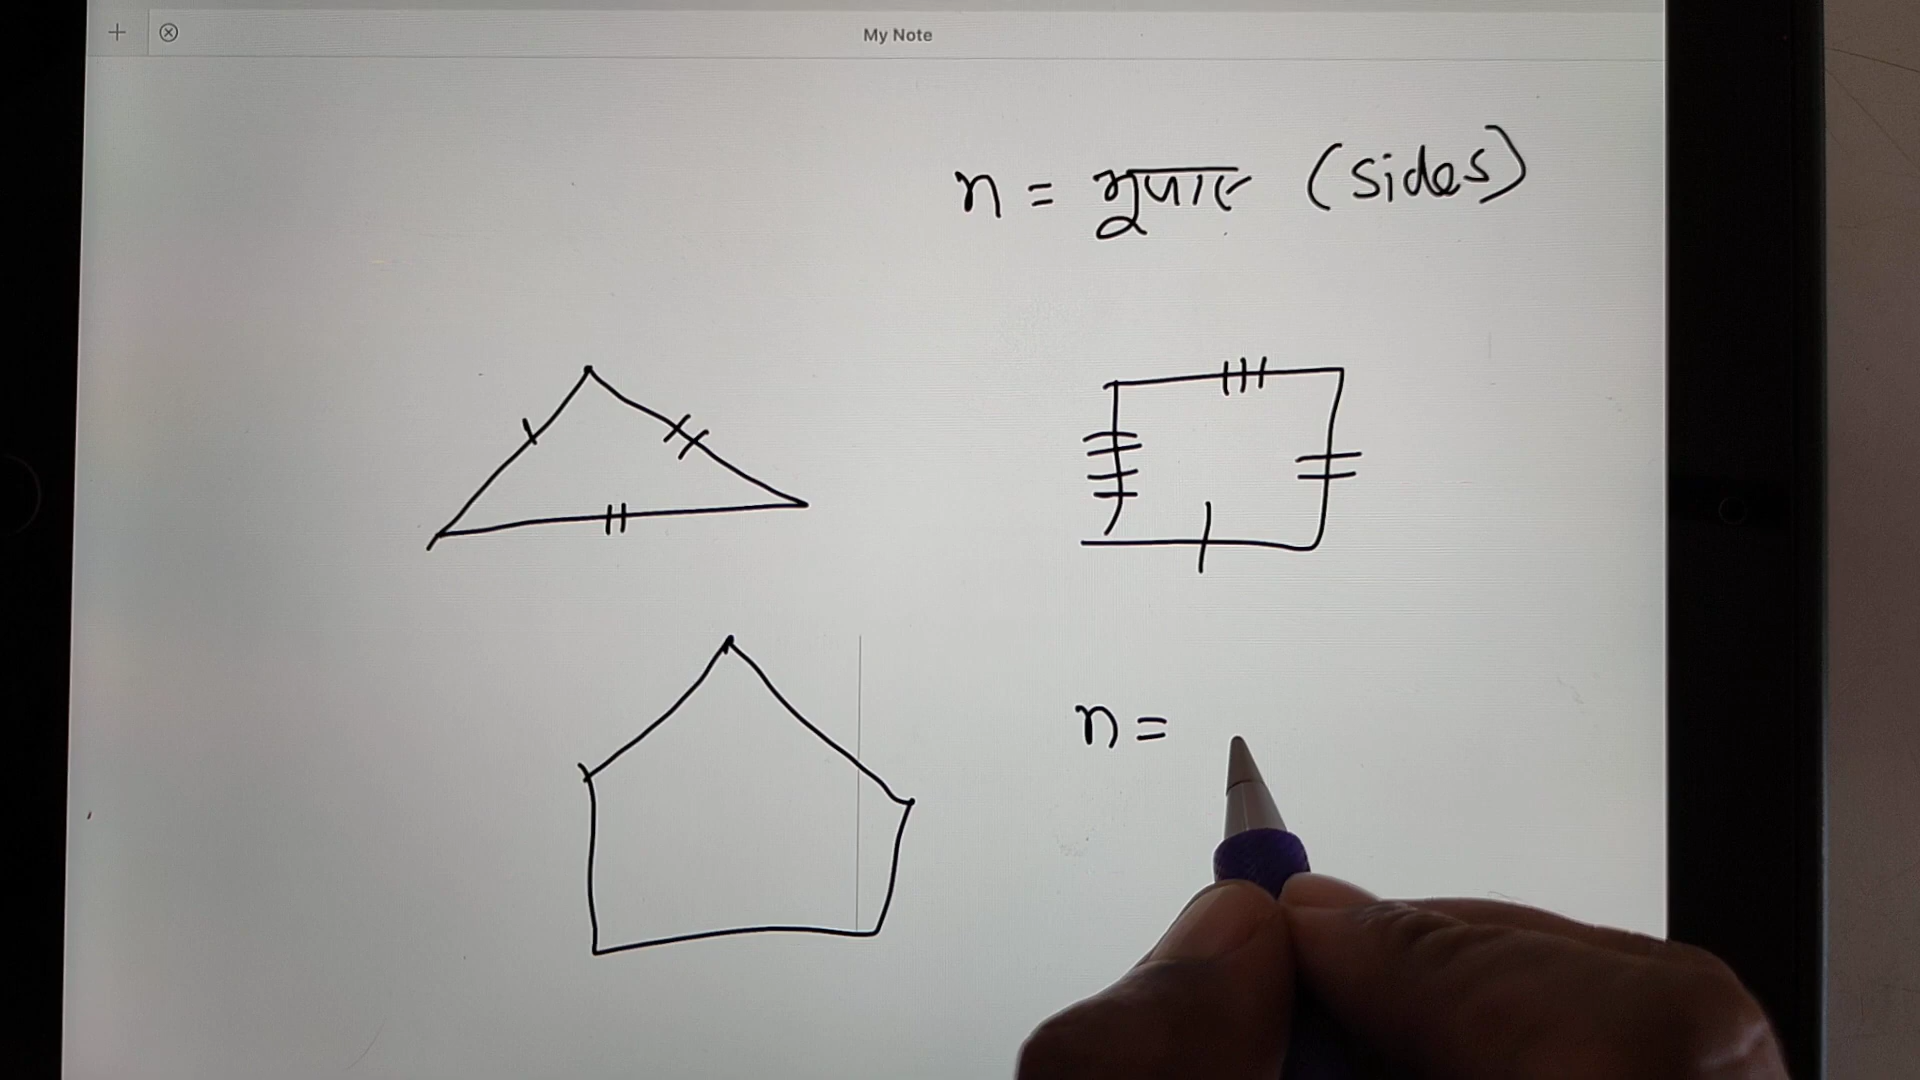 My Note
n = भुजाए (sides)
n =